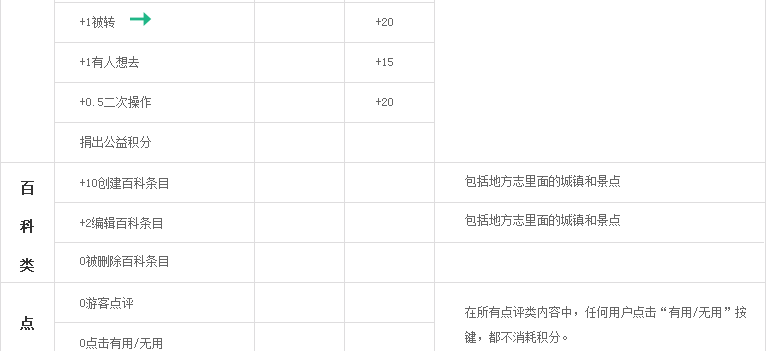 +1被转 +20
+1有人想去 +15
+0.5二次操作 +20
捐出公益积分
百科类
+10创建百科条目 包括地方志里面的城镇和景点
+2编辑百科条目 包括地方志里面的城镇和景点
0被删除百科条目
点
0游客点评
在所有点评类内容中，任何用户点击“有用/无用”按
键，都不消耗积分。
0点击有用/无用